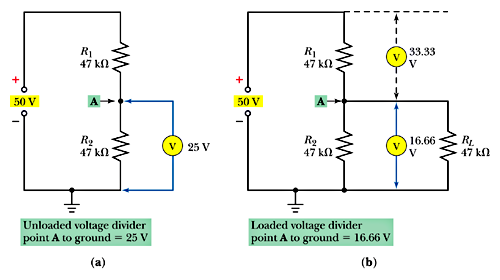 R1
47 kΩ
+
50 V
−
A
R2
47 kΩ
V
25 V
Unloaded voltage divider
point A to ground = 25 V
(a)
R1
47 kΩ
V
33.33
V
+
50 V
−
A
R2
47 kΩ
V
16.66
V
RL
47 kΩ
Loaded voltage divider
point A to ground = 16.66 V
(b)